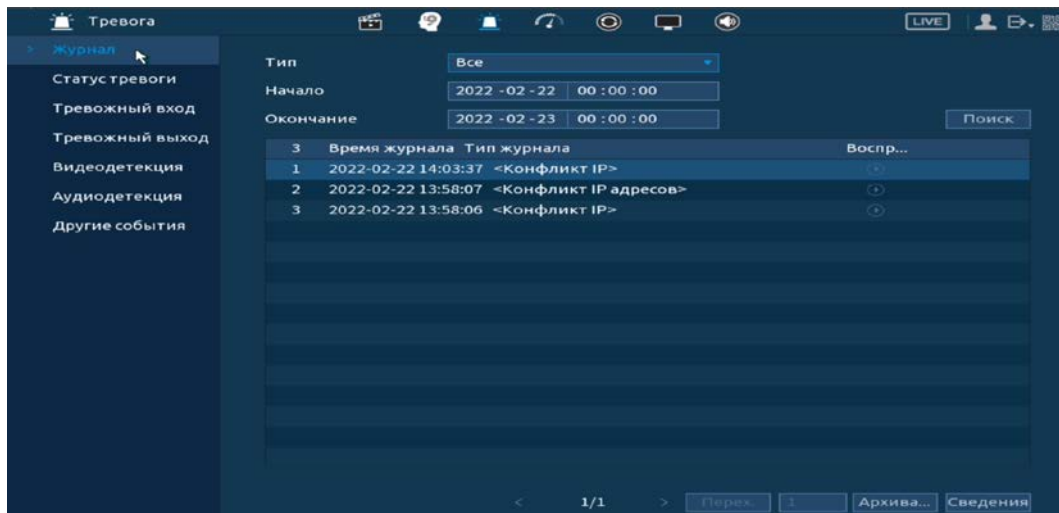 Тревога
LIVE
Журнал
Статус тревоги
Тревожный вход
Тревожный выход
Видеодетекция
Аудиодетекция
Другие события
Тип Все
Начало 2022 -02 -22 00 :00 :00
Окончание 2022 -02 -23 00 :00 :00
Поиск
3 Время журнала Тип журнала Воспр...
1 2022-02-22 14:03:37 <Конфликт IP>
2 2022-02-22 13:58:07 <Конфликт IP адресов>
3 2022-02-22 13:58:06 <Конфликт IP>
< 1/1 > Перех. 1 Архива... Сведения